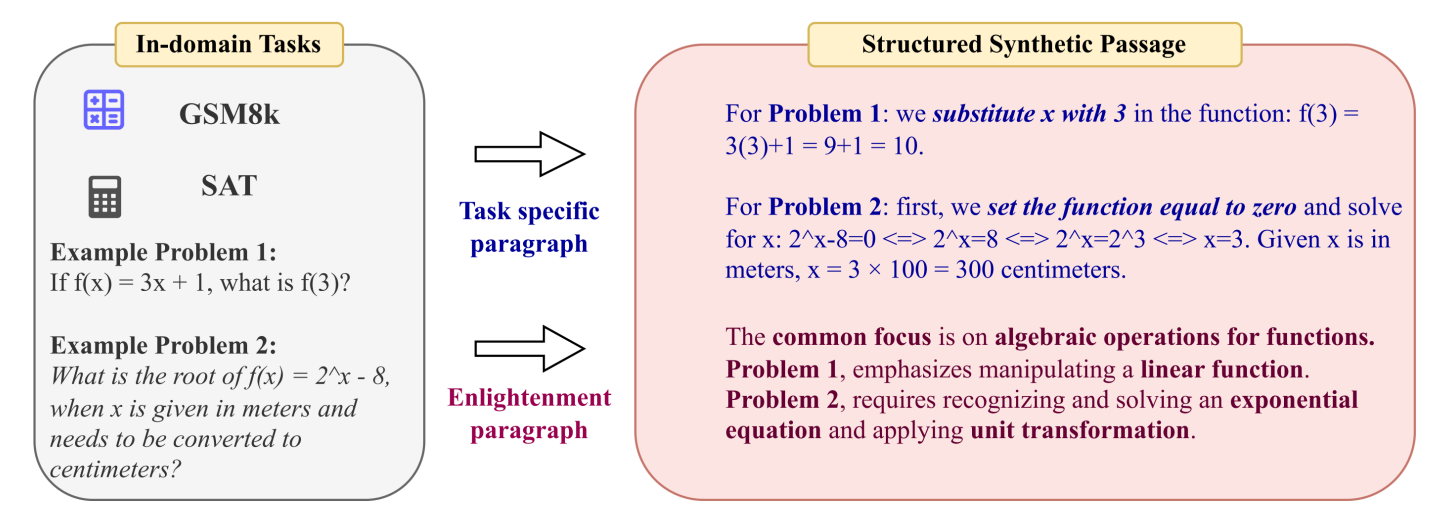 In-domain Tasks
GSM8k
SAT
Example Problem 1:
If f(x) = 3x + 1, what is f(3)?
Example Problem 2:
What is the root of f(x) = 2^x - 8,
when x is given in meters and
needs to be converted to
centimeters?
Task specific
paragraph
Enlightenment
paragraph
Structured Synthetic Passage
For Problem 1: we substitute x with 3 in the function: f(3) =
3(3)+1 = 9+1 = 10.
For Problem 2: first, we set the function equal to zero and solve
for x: 2^x-8=0 <=> 2^x=8 <=> 2^x=2^3 <=> x=3. Given x is in
meters, x = 3 × 100 = 300 centimeters.
The common focus is on algebraic operations for functions.
Problem 1, emphasizes manipulating a linear function.
Problem 2, requires recognizing and solving an exponential
equation and applying unit transformation.